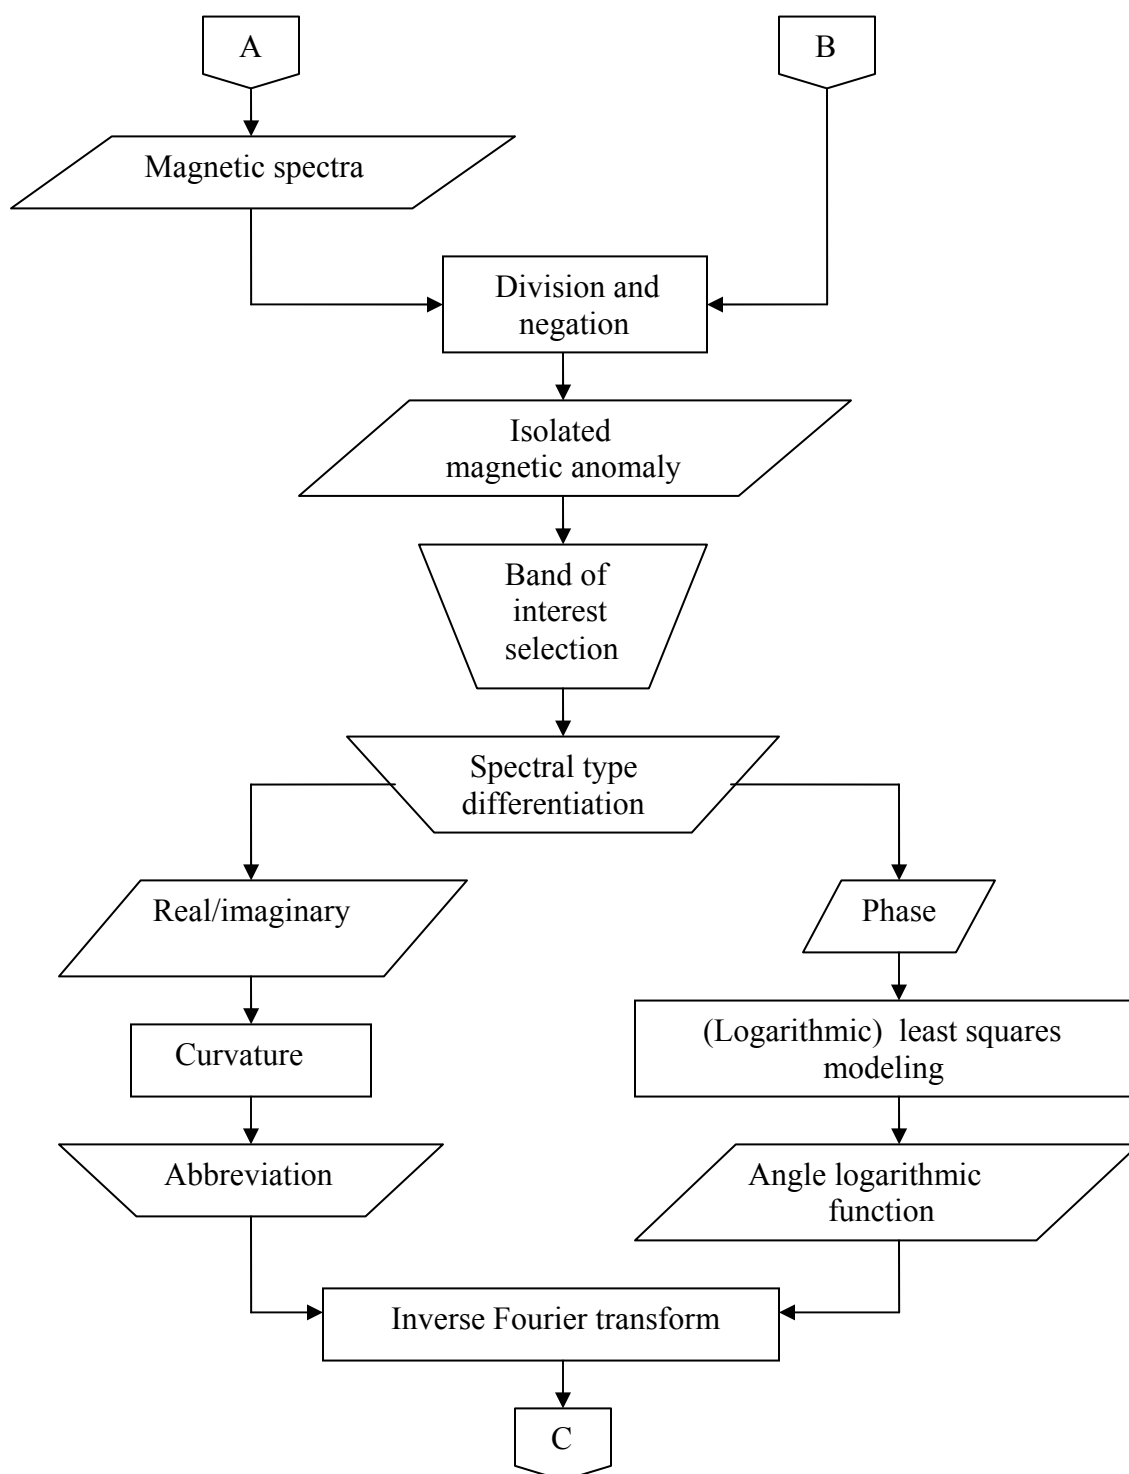 A
B
Magnetic spectra
Division and
negation
Isolated
magnetic anomaly
Band of
interest
selection
Spectral type
differentiation
Real/imaginary
Phase
Curvature
(Logarithmic) least squares
modeling
Abbreviation
Angle logarithmic
function
Inverse Fourier transform
C